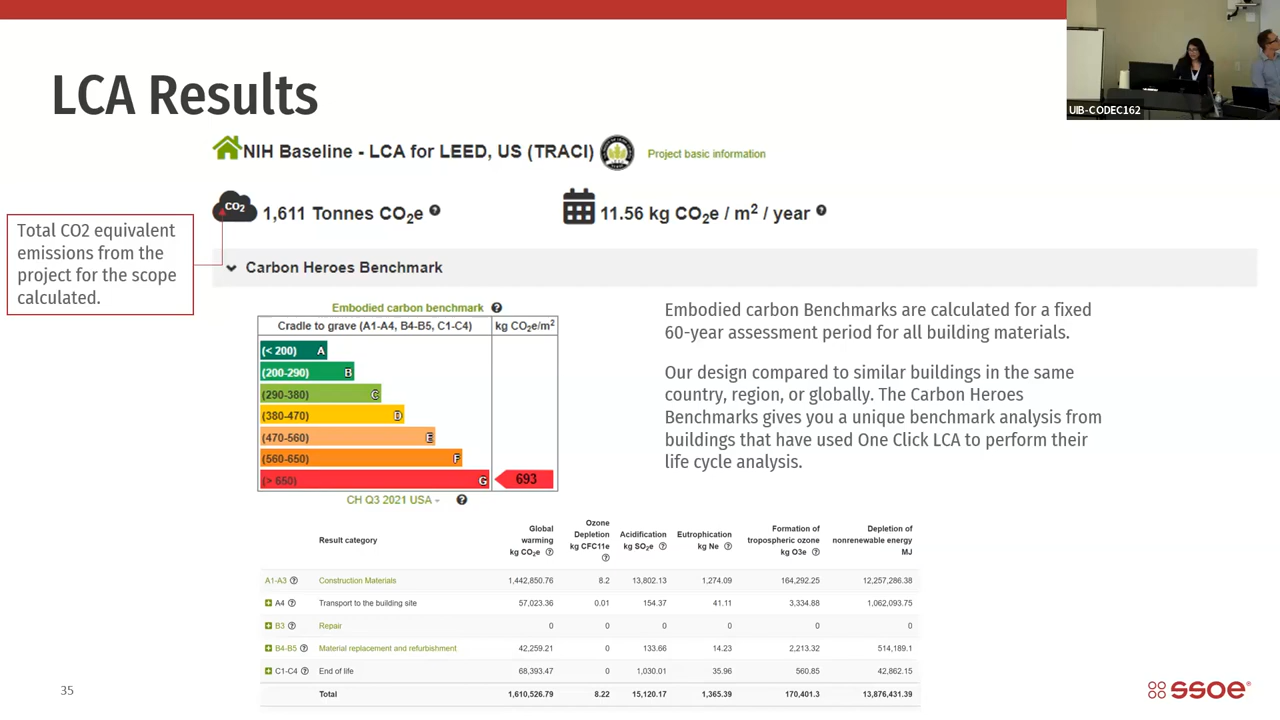 LCA Results
UIB-CODEC162
NIH Baseline - LCA for LEED, US (TRACI)
Project basic information
CO2
1,611 Tonnes CO2e ?
11.56 kg CO2e / m2 / year ?
Total CO2 equivalent
emissions from the
project for the scope
calculated.
Carbon Heroes Benchmark
Embodied carbon benchmark ?
Cradle to grave (A1-A4, B4-B5, C1-C4) kg CO2e/m2
(< 200) A
(200-290) B
(290-380) C
(380-470) D
(470-560) E
(560-650) F
(> 650) G 693
CH Q3 2021 USA ?
Embodied carbon Benchmarks are calculated for a fixed
60-year assessment period for all building materials.
Our design compared to similar buildings in the same
country, region, or globally. The Carbon Heroes
Benchmarks gives you a unique benchmark analysis from
buildings that have used One Click LCA to perform their
life cycle analysis.
Result category
Global
warming
kg CO2e ?
Ozone
Depletion
kg CFC11e
?
Acidification
kg SO2e ?
Eutrophication
kg Ne ?
Formation of
tropospheric ozone
kg O3e ?
Depletion of
nonrenewable energy
MJ
A1-A3 ? Construction Materials 1,442,850.76 8.2 13,802.13 1,274.09 164,292.25 12,257,286.38
A4 ? Transport to the building site 57,023.36 0.01 154.37 41.11 3,334.88 1,062,093.75
B3 ? Repair 0 0 0 0 0 0
B4-B5 ? Material replacement and refurbishment 42,259.21 0 133.66 14.23 2,213.32 514,189.1
C1-C4 ? End of life 68,393.47 0 1,030.01 35.96 560.85 42,862.15
Total 1,610,526.79 8.22 15,120.17 1,365.39 170,401.3 13,876,431.39
35
ssoe®